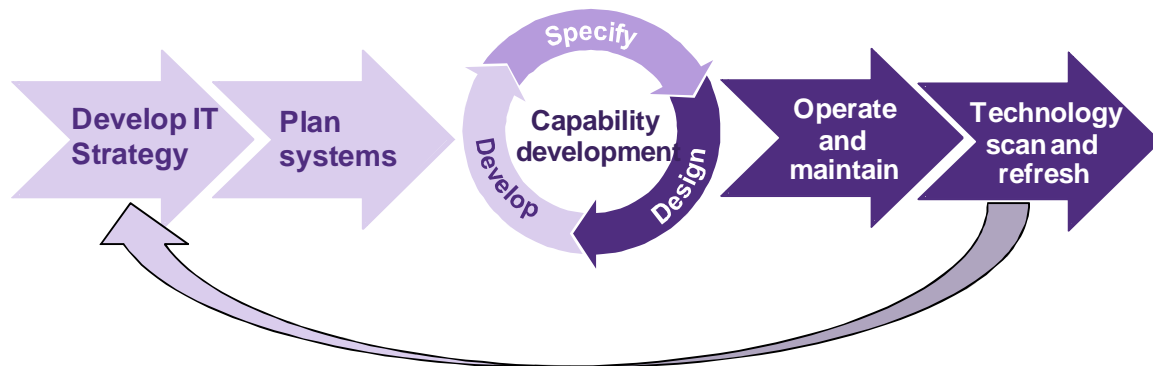 Develop IT
Strategy
Plan
systems
Specify
Capability
development
Design
Develop
Operate
and
maintain
Technology
scan and
refresh